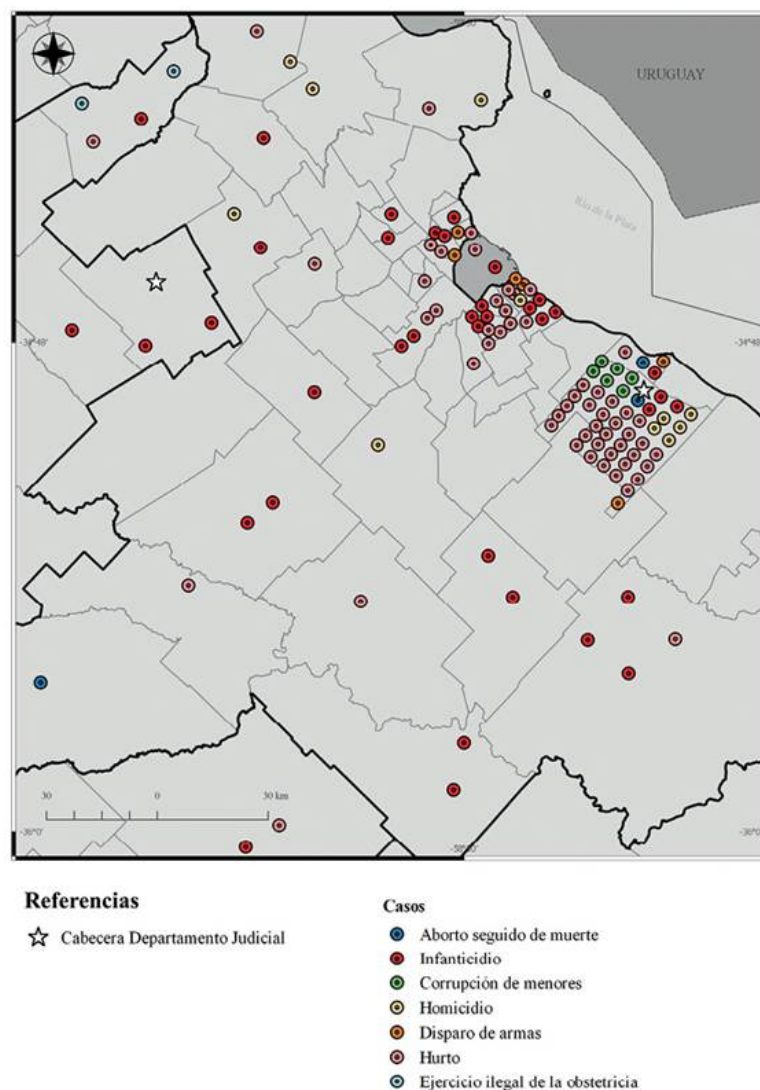 URUGUAY
Río de la Plata
-34°48'
-34°48'
30
0
30 km
-36°0'
Referencias
Cabecera Departamento Judicial
Casos
Aborto seguido de muerte
Infanticidio
Corrupción de menores
Homicidio
Disparo de armas
Hurto
Ejercicio ilegal de la obstetricia